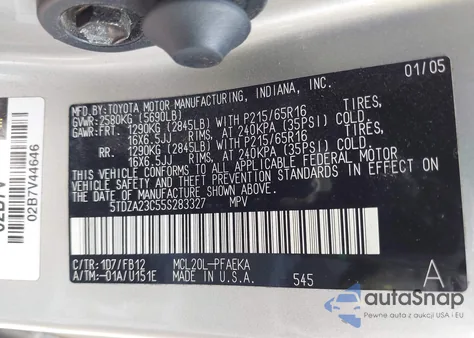 01/05
MFD. BY: TOYOTA MOTOR MANUFACTURING, INDIANA, INC.
GVWR: 2580KG (5690LB)
GAWR: FRT. 1290KG (2845LB) WITH P215/65R16 TIRES,
16X6.5JJ RIMS, AT 240KPA (35PSI) COLD.
RR. 1290KG (2845LB) WITH P215/65R16 TIRES,
16X6.5JJ RIMS, AT 240KPA (35PSI) COLD.
THIS VEHICLE CONFORMS TO ALL APPLICABLE FEDERAL MOTOR
VEHICLE SAFETY, AND THEFT PREVENTION STANDARDS IN
EFFECT ON THE DATE OF MANUFACTURE SHOWN ABOVE.
5TDZA23C55S283327 MPV
C/TR: 1D7/FB12 MCL20L-PFAEKA A
A/TM: -01A/U151E MADE IN U.S.A. 545
02B7V44646
autoSnap
Pewne auta z usa i kanady